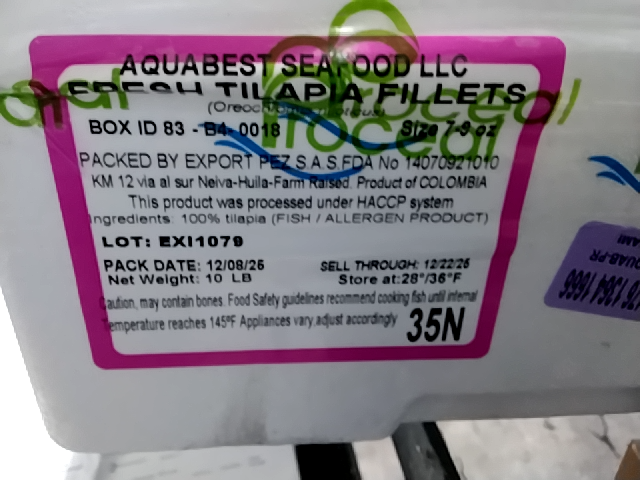 AQUABEST SEAFOOD LLC
FRESH TILAPIA FILLETS
BOX ID 83 - B4- 0018 Size 7-9 oz
PACKED BY EXPORT PEZ S.A.S.FDA No 14070921010
KM 12 via al sur Neiva-Huila-Farm Raised. Product of COLOMBIA
This product was processed under HACCP system
Ingredients: 100% tilapia (FISH / ALLERGEN PRODUCT)
LOT: EXI1079
PACK DATE: 12/08/25 SELL THROUGH: 12/22/25
Net Weight: 10 LB Store at:28°/36°F
Caution, may contain bones. Food Safety guidelines recommend cooking fish until internal
Temperature reaches 145ºF Appliances vary,adjust accordingly
35N